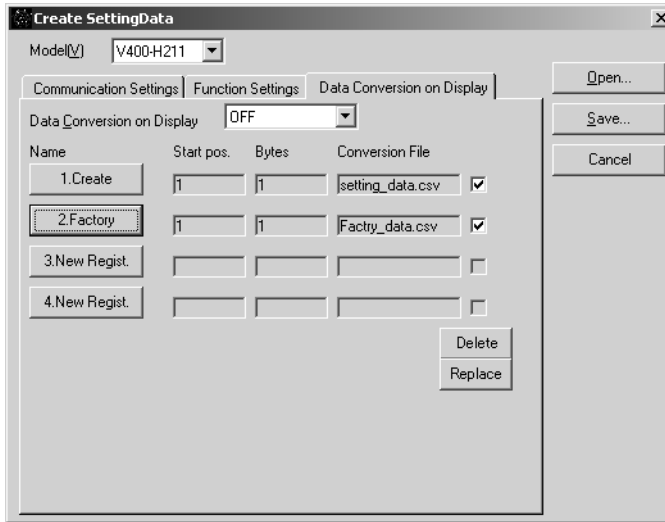 Create SettingData
Model(V) V400-H211
Communication Settings Function Settings Data Conversion on Display
Open...
Data Conversion on Display OFF
Save...
Name Start pos. Bytes Conversion File
Cancel
1.Create 1 1 setting_data.csv
2.Factory 1 1 Factry_data.csv
3.New Regist.
4.New Regist.
Delete
Replace